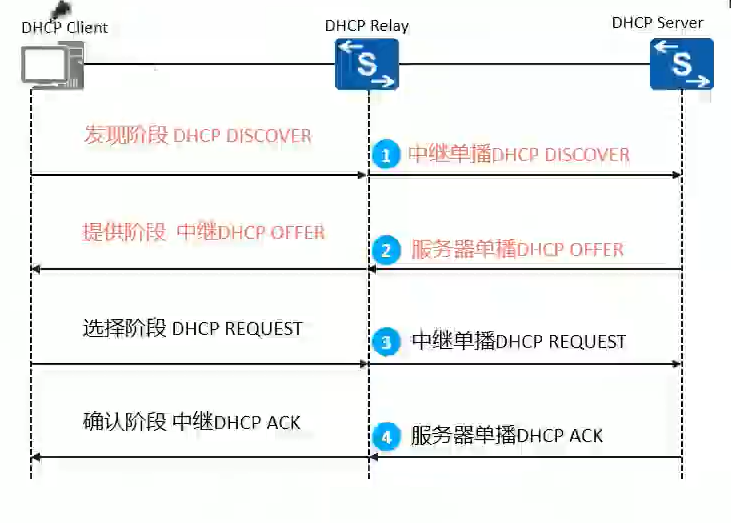 DHCP Client
DHCP Relay
DHCP Server
S
S
发现阶段 DHCP DISCOVER
1 中继单播DHCP DISCOVER
提供阶段 中继DHCP OFFER
2 服务器单播DHCP OFFER
选择阶段 DHCP REQUEST
3 中继单播DHCP REQUEST
确认阶段 中继DHCP ACK
4 服务器单播DHCP ACK